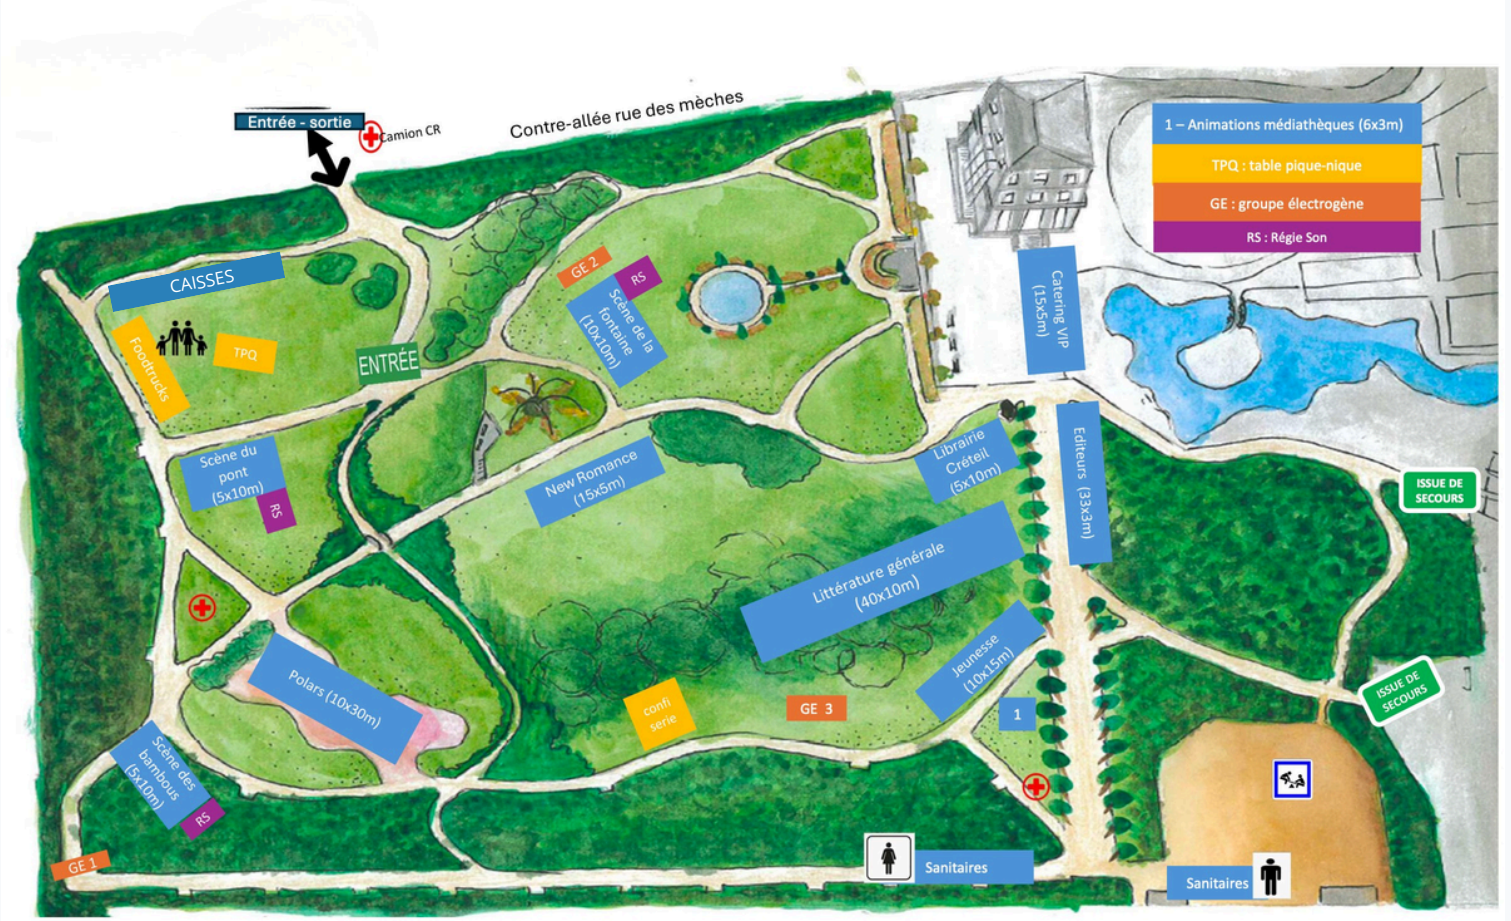 Entrée - sortie
Camion CR
Contre-allée rue des mèches
1 – Animations médiathèques (6x3m)
TPQ : table pique-nique
GE : groupe électrogène
RS : Régie Son
CAISSES
Foodtrucks
TPQ
ENTRÉE
GE 2
RS
Scène de la
fontaine
(10x10m)
Catering VIP
(15x5m)
Scène du
pont
(5x10m)
RS
New Romance
(15x5m)
Librairie
Créteil
(5x10m)
Editeurs (33x3m)
ISSUE DE
SECOURS
Littérature générale
(40x10m)
Jeunesse
(10x15m)
Polars (10x30m)
confi
serie
GE 3
1
ISSUE DE
SECOURS
Scène des
bambous
(5x10m)
RS
GE 1
Sanitaires
Sanitaires